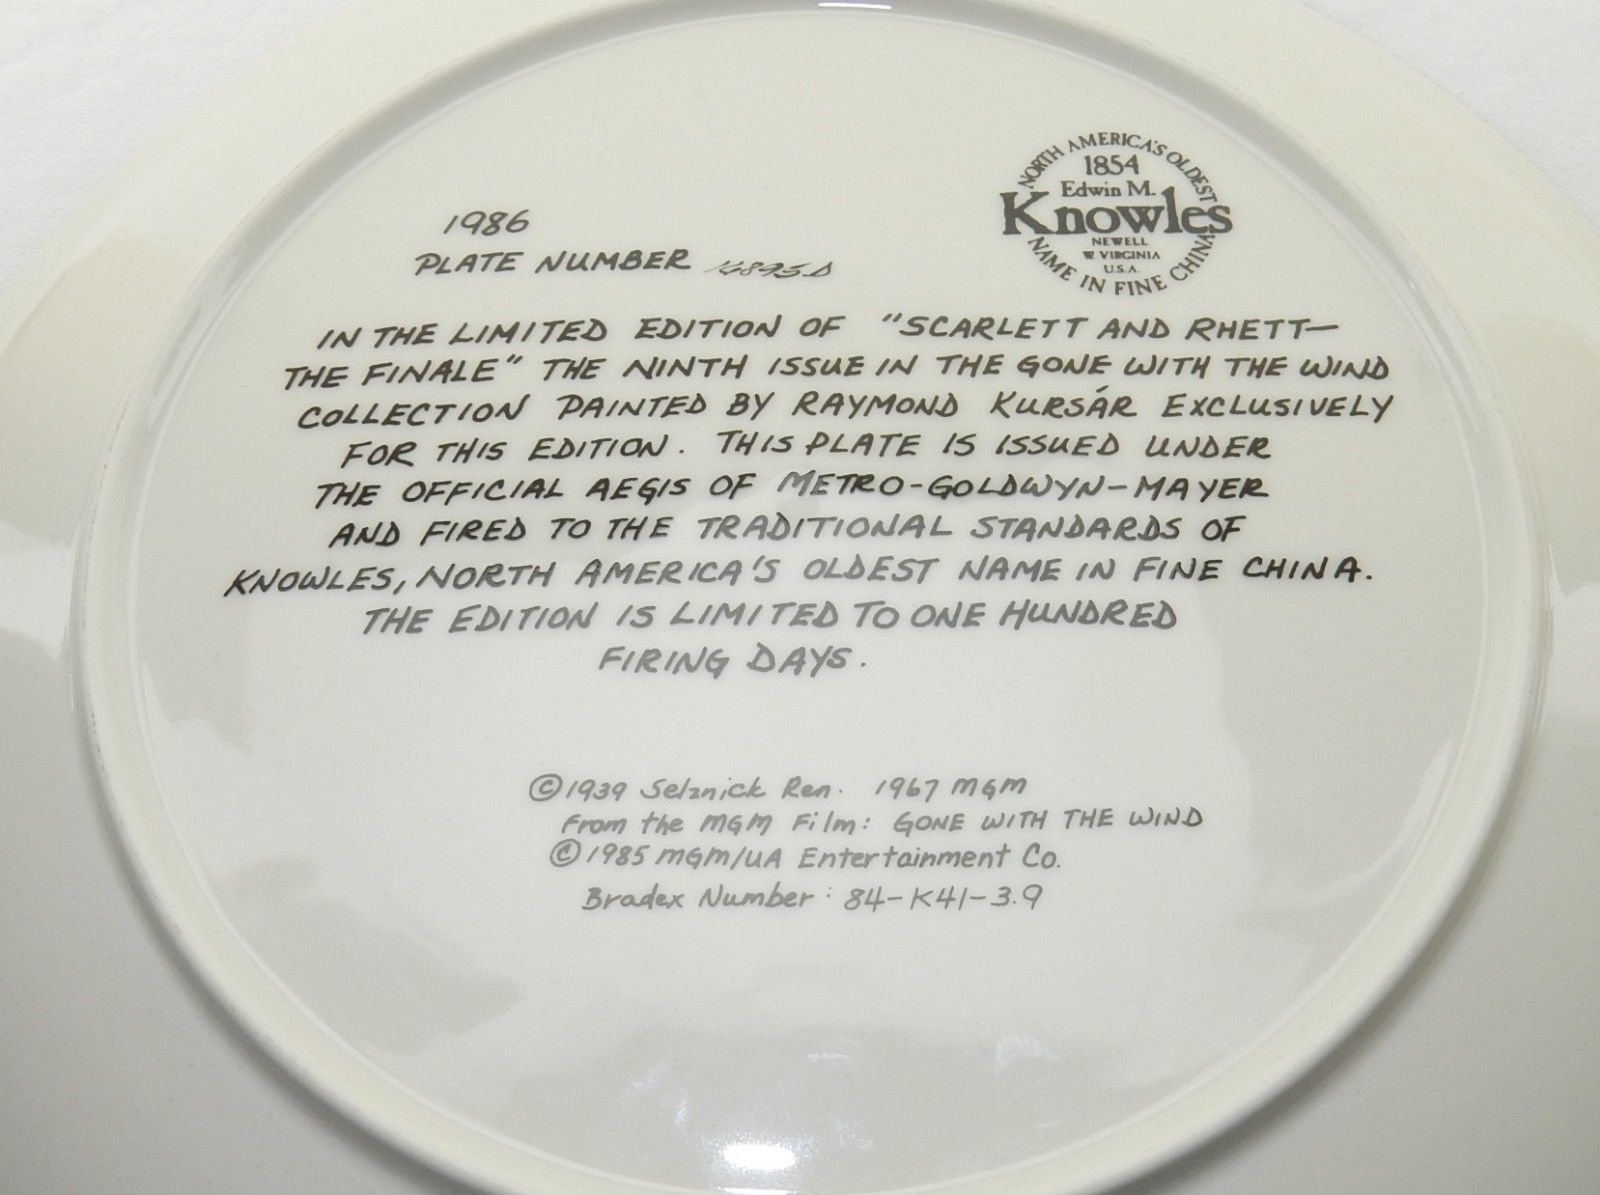 NORTH AMERICA'S OLDEST
1854
Edwin M.
Knowles
NEWELL
W. VIRGINIA
U.S.A.
NAME IN FINE CHINA
1986
PLATE NUMBER
IN THE LIMITED EDITION OF "SCARLETT AND RHETT—
THE FINALE" THE NINTH ISSUE IN THE GONE WITH THE WIND
COLLECTION PAINTED BY RAYMOND KURSÁR EXCLUSIVELY
FOR THIS EDITION. THIS PLATE IS ISSUED UNDER
THE OFFICIAL AEGIS OF METRO-GOLDWYN-MAYER
AND FIRED TO THE TRADITIONAL STANDARDS OF
KNOWLES, NORTH AMERICA'S OLDEST NAME IN FINE CHINA.
THE EDITION IS LIMITED TO ONE HUNDRED
FIRING DAYS.
©1939 Selznick Ren. 1967 MGM
From the MGM Film: GONE WITH THE WIND
©1985 MGM/UA Entertainment Co.
Bradex Number: 84-K41-3.9